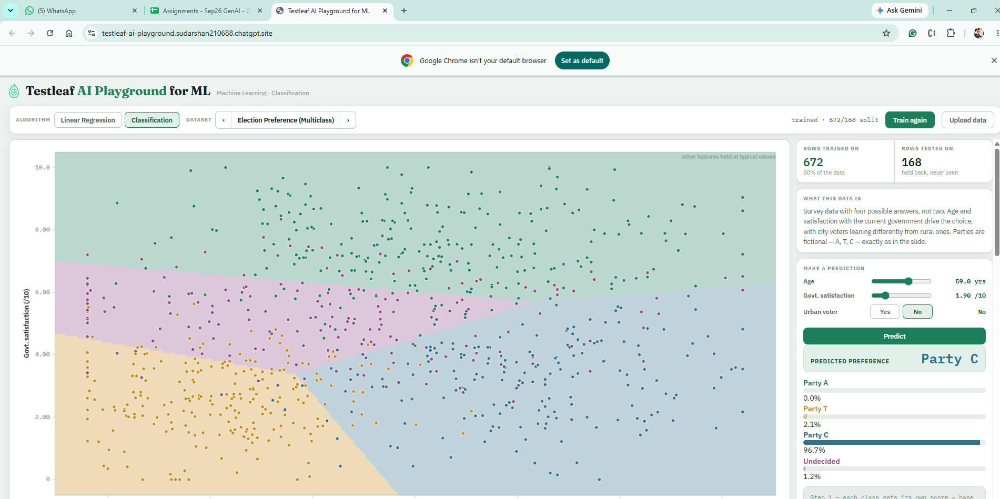 (5) WhatsApp
Assignments - Sep26 GenAI - G
Testleaf AI Playground for ML
Ask Gemini
testleaf-ai-playground.sudarshan210688.chatgpt.site
Google Chrome isn't your default browser
Set as default
Testleaf AI Playground for ML
Machine Learning · Classification
ALGORITHM
Linear Regression
Classification
DATASET
‹
Election Preference (Multiclass)
›
trained · 672/168 split
Train again
Upload data
other features held at typical values
10.0
8.00
6.00
4.00
2.00
0
Govt. satisfaction (/10)
ROWS TRAINED ON
672
80% of the data
ROWS TESTED ON
168
held back, never seen
WHAT THIS DATA IS
Survey data with four possible answers, not two. Age and
satisfaction with the current government drive the choice,
with city voters leaning differently from rural ones. Parties are
fictional — A, T, C — exactly as in the slide.
MAKE A PREDICTION
Age 59.0 yrs
Govt. satisfaction 1.90 /10
Urban voter Yes No No
Predict
PREDICTED PREFERENCE Party C
Party A
0.0%
Party T
2.1%
Party C
96.7%
Undecided
1.2%
Step 1 — each class gets its own score = base